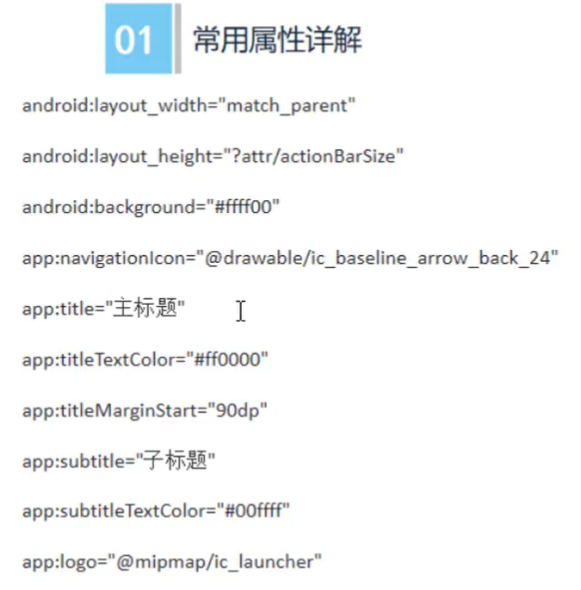 01 常用属性详解
android:layout_width="match_parent"
android:layout_height="?attr/actionBarSize"
android:background="#ffff00"
app:navigationIcon="@drawable/ic_baseline_arrow_back_24"
app:title="主标题"
app:titleTextColor="#ff0000"
app:titleMarginStart="90dp"
app:subtitle="子标题"
app:subtitleTextColor="#00ffff"
app:logo="@mipmap/ic_launcher"